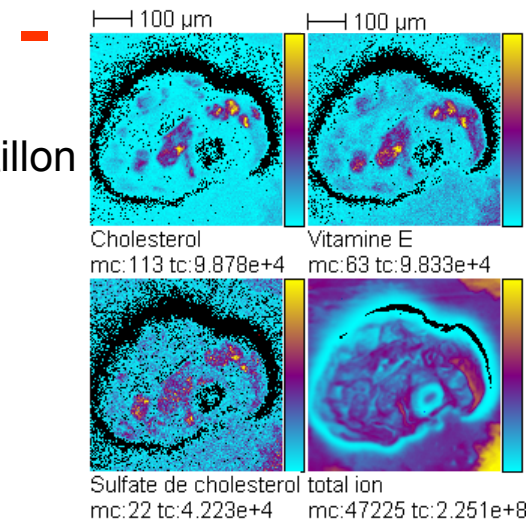 100 µm 100 µm
illon
Cholesterol Vitamine E
mc:113 tc:9.878e+4 mc:63 tc:9.833e+4
Sulfate de cholesterol total ion
mc:22 tc:4.223e+4 mc:47225 tc:2.251e+8